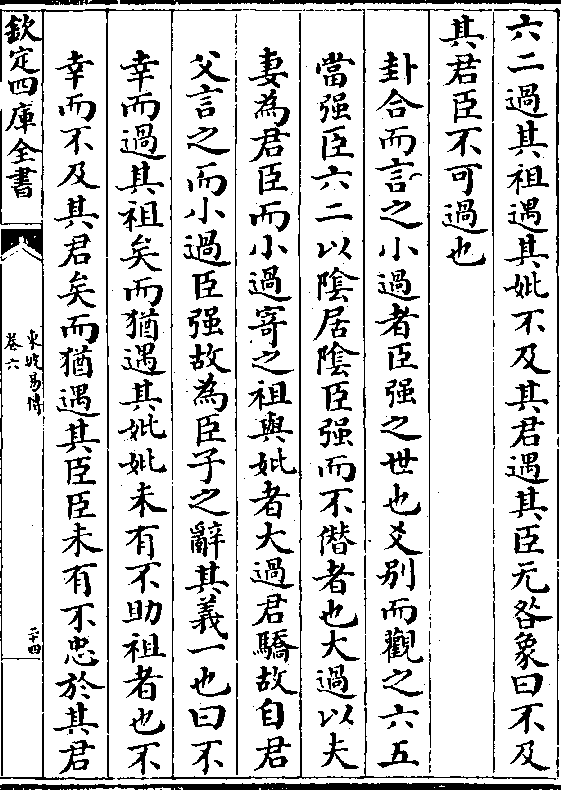 六二過其祖遇其妣不及其君遇其臣无咎象曰不及
其君臣不可過也
卦合而言之小過者臣强之世也爻别而觀之六五
當强臣六二以陰居陰臣强而不僭者也大過以夫
妻為君臣而小過寄之祖與妣者大過君驕故自君
父言之而小過臣强故為臣子之辭其義一也曰不
幸而過其祖矣而猶遇其妣妣未有不助祖者也不
幸而不及其君矣而猶遇其臣臣未有不忠於其君
欽定四庫全書
東坡易傳
卷六
二十四